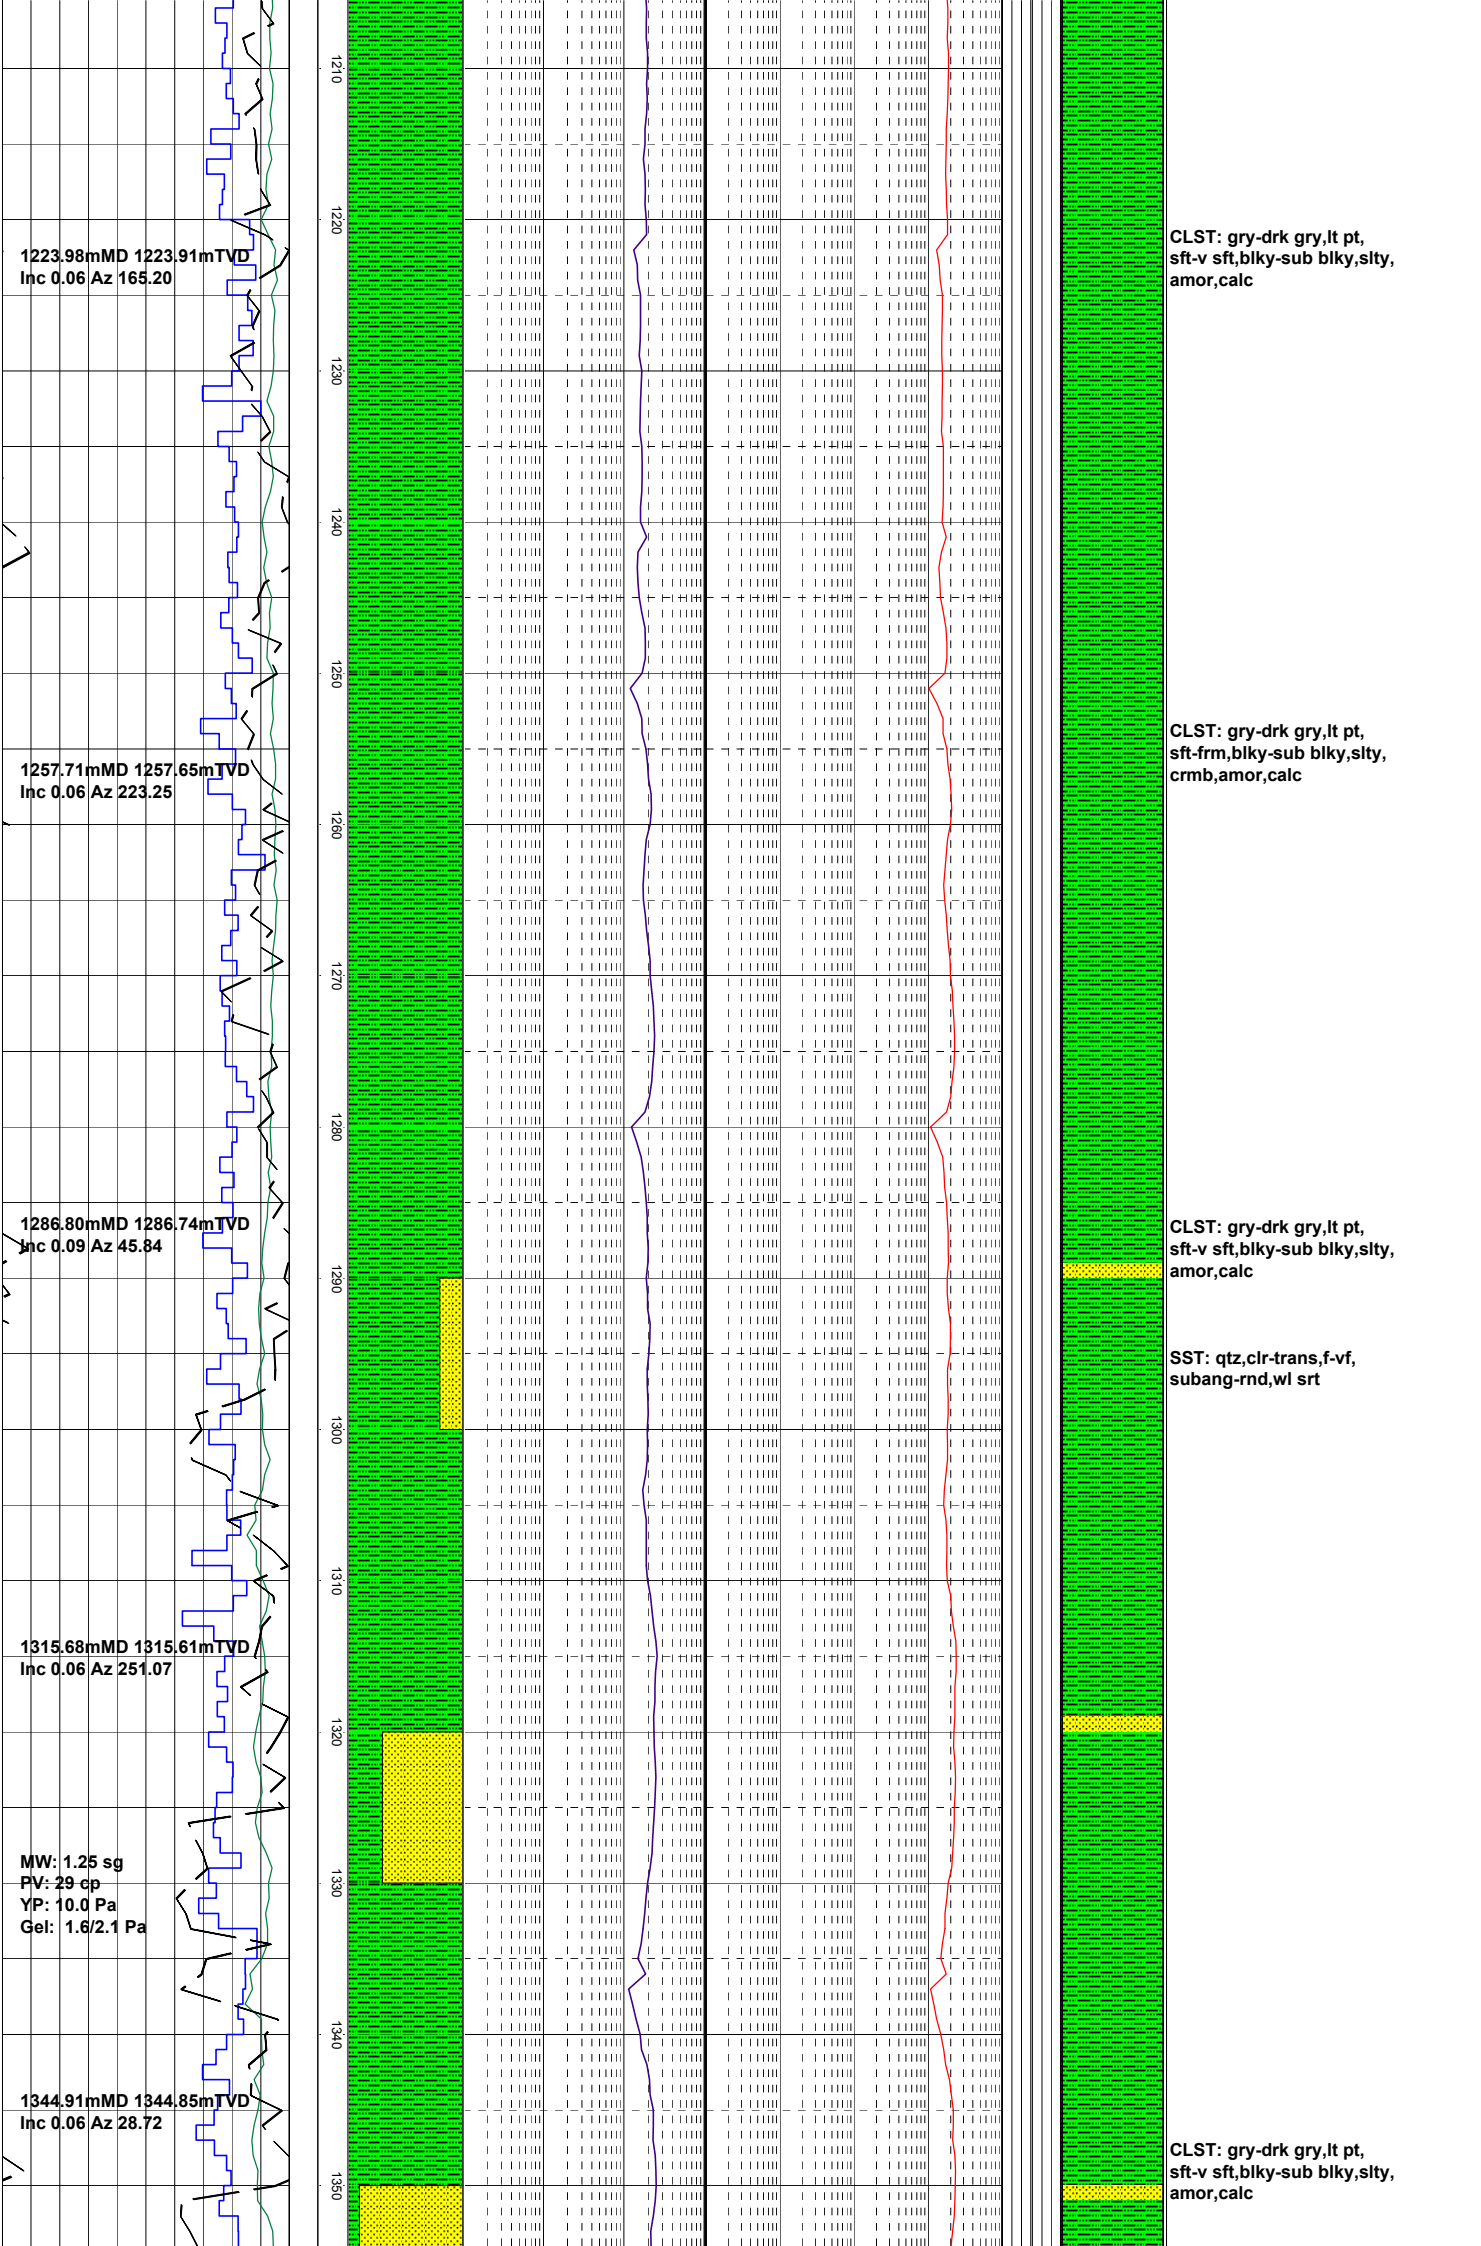 1210
1220
CLST: gry-drk gry,lt pt,
sft-v sft,blky-sub blky,slty,
amor,calc
1223.98mMD 1223.91mTVD
Inc 0.06 Az 165.20
1230
1240
1250
CLST: gry-drk gry,lt pt,
sft-frm,blky-sub blky,slty,
crmb,amor,calc
1257.71mMD 1257.65mTVD
Inc 0.06 Az 223.25
1260
1270
1280
1286.80mMD 1286.74mTVD
Inc 0.09 Az 45.84
CLST: gry-drk gry,lt pt,
sft-v sft,blky-sub blky,slty,
amor,calc
1290
SST: qtz,clr-trans,f-vf,
subang-rnd,wl srt
1300
1310
1315.68mMD 1315.61mTVD
Inc 0.06 Az 251.07
1320
MW: 1.25 sg
PV: 29 cp
YP: 10.0 Pa
Gel: 1.6/2.1 Pa
1330
1340
1344.91mMD 1344.85mTVD
Inc 0.06 Az 28.72
CLST: gry-drk gry,lt pt,
sft-v sft,blky-sub blky,slty,
amor,calc
1350